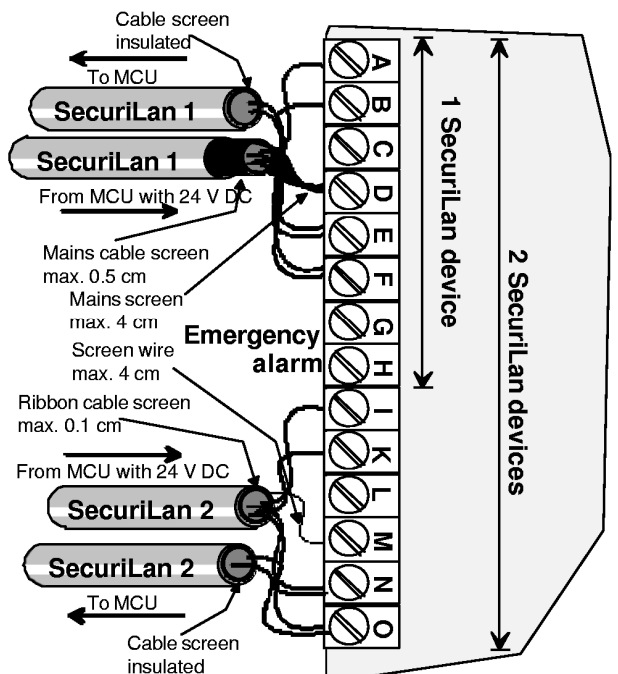 Cable screen
insulated
To MCU
SecuriLan 1
SecuriLan 1
From MCU with 24 V DC
Mains cable screen
max. 0.5 cm
Mains screen
max. 4 cm
Screen wire
max. 4 cm
Ribbon cable screen
max. 0.1 cm
From MCU with 24 V DC
SecuriLan 2
SecuriLan 2
To MCU
Cable screen
insulated
Emergency
alarm
A
B
C
D
E
F
G
H
I
K
L
M
N
O
1 SecuriLan device
2 SecuriLan devices